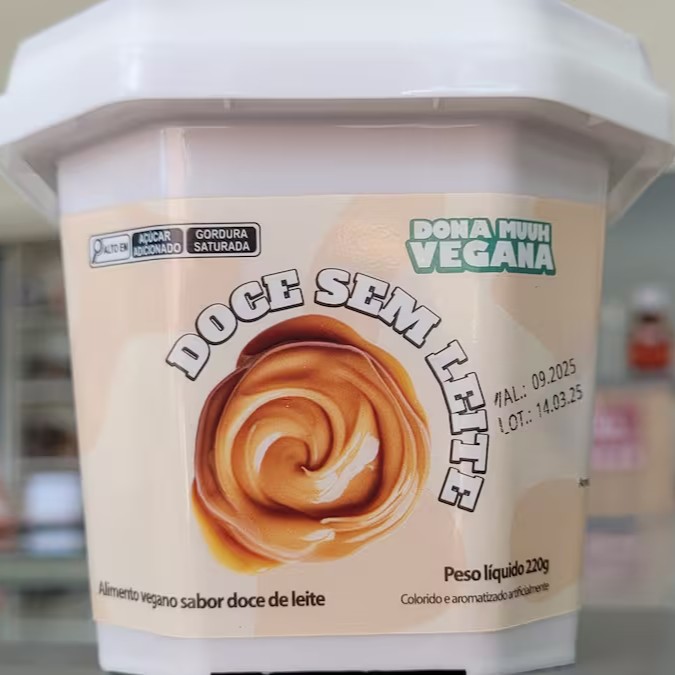 ALTO EM
AÇÚCAR
ADICIONADO
GORDURA
SATURADA
DONA MUUH
VEGANA
DOCE SEM LEITE
VAL.: 09.2025
LOT.: 14.03.25
Alimento vegano sabor doce de leite
Peso líquido 220g
Colorido e aromatizado artificialmente